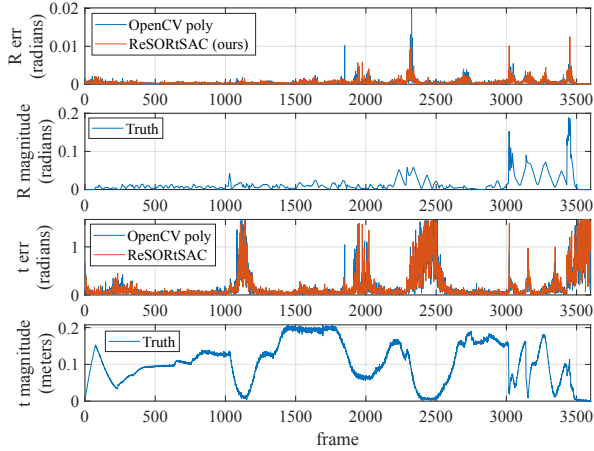 R err
(radians)
0.02
0.01
0
OpenCV poly
ReSORtSAC (ours)
0 500 1000 1500 2000 2500 3000 3500
R magnitude
(radians)
0.2
0.1
0
Truth
0 500 1000 1500 2000 2500 3000 3500
t err
(radians)
1
0
OpenCV poly
ReSORtSAC
0 500 1000 1500 2000 2500 3000 3500
t magnitude
(meters)
0.2
0.1
0
Truth
0 500 1000 1500 2000 2500 3000 3500
frame